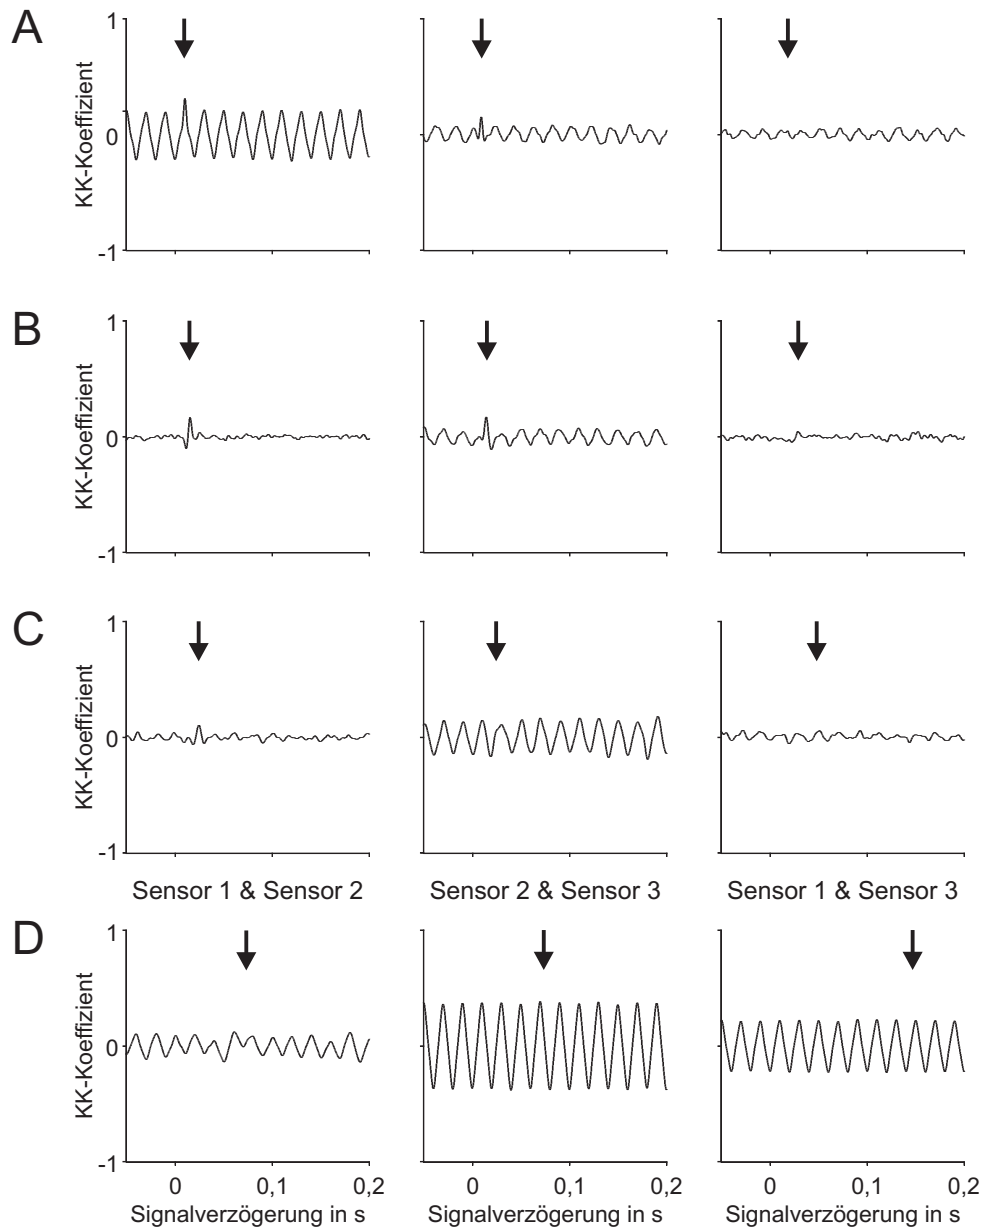 A
1
0
-1
KK-Koeffizient
B
1
0
-1
KK-Koeffizient
C
1
0
-1
KK-Koeffizient
Sensor 1 & Sensor 2 Sensor 2 & Sensor 3 Sensor 1 & Sensor 3
D
1
0
-1
KK-Koeffizient
0 0,1 0,2 0 0,1 0,2 0 0,1 0,2
Signalverzögerung in s Signalverzögerung in s Signalverzögerung in s